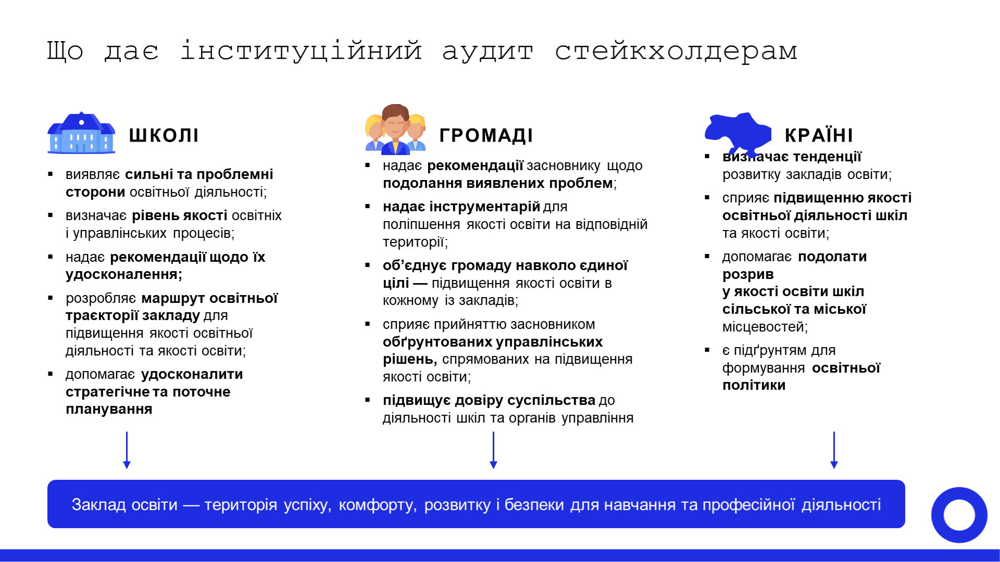 Що дає інституційний аудит стейкхолдерам
ШКОЛІ
виявляє сильні та проблемні
сторони освітньої діяльності;
визначає рівень якості освітніх
і управлінських процесів;
надає рекомендації щодо їх
удосконалення;
розробляє маршрут освітньої
траєкторії закладу для
підвищення якості освітньої
діяльності та якості освіти;
допомагає удосконалити
стратегічне та поточне
планування
ГРОМАДІ
надає рекомендації засновнику щодо
подолання виявлених проблем;
надає інструментарій для
поліпшення якості освіти на відповідній
території;
об’єднує громаду навколо єдиної
цілі — підвищення якості освіти в
кожному із закладів;
сприяє прийняттю засновником
обґрунтованих управлінських
рішень, спрямованих на підвищення
якості освіти;
підвищує довіру суспільства до
діяльності шкіл та органів управління
КРАЇНІ
визначає тенденції
розвитку закладів освіти;
сприяє підвищенню якості
освітньої діяльності шкіл
та якості освіти;
допомагає подолати
розрив
у якості освіти шкіл
сільської та міської
місцевостей;
є підґрунтям для
формування освітньої
політики
Заклад освіти — територія успіху, комфорту, розвитку і безпеки для навчання та професійної діяльності